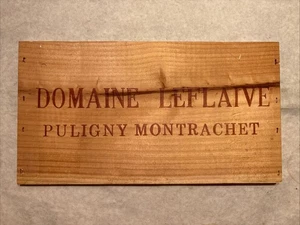 DOMAINE LEFLAIVE
PULIGNY MONTRACHET